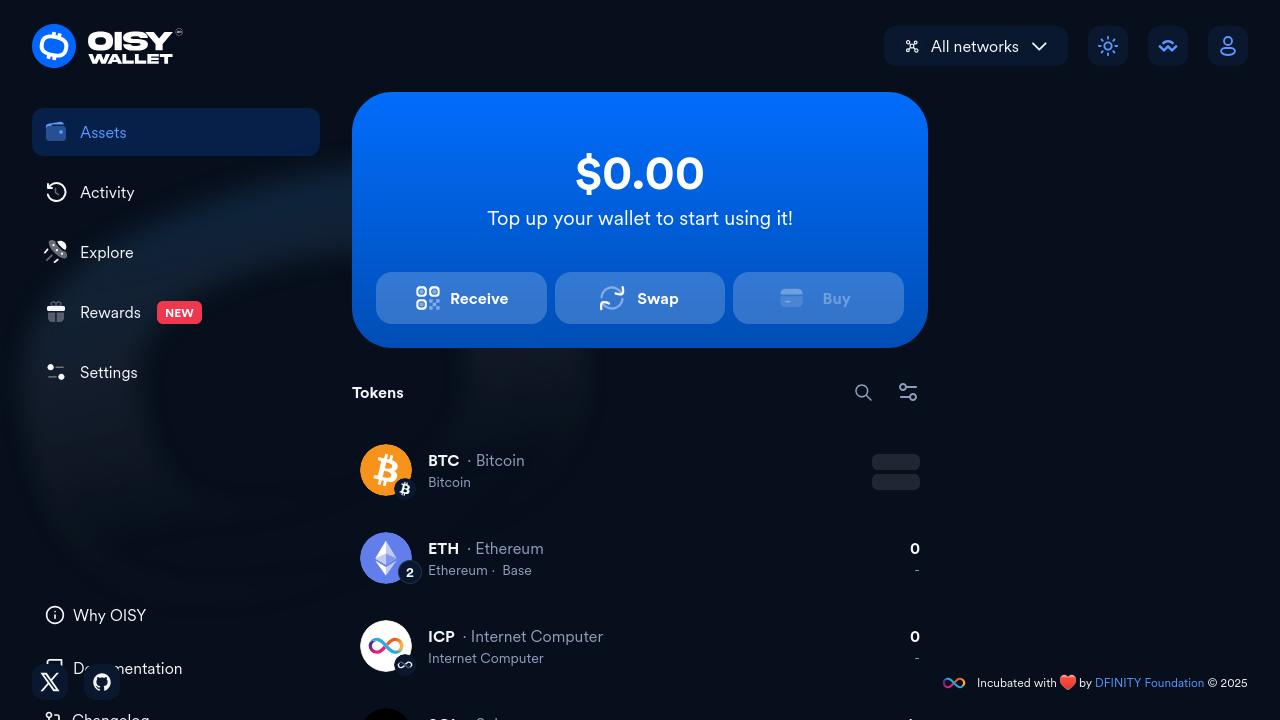 OISY
WALLET
All networks
Assets
Activity
Explore
Rewards NEW
Settings
Why OISY
$0.00
Top up your wallet to start using it!
Receive
Swap
Buy
Tokens
BTC · Bitcoin
Bitcoin
ETH · Ethereum
2
Ethereum · Base
0
-
ICP · Internet Computer
Internet Computer
0
-
Incubated with ❤️ by DFINITY Foundation © 2025